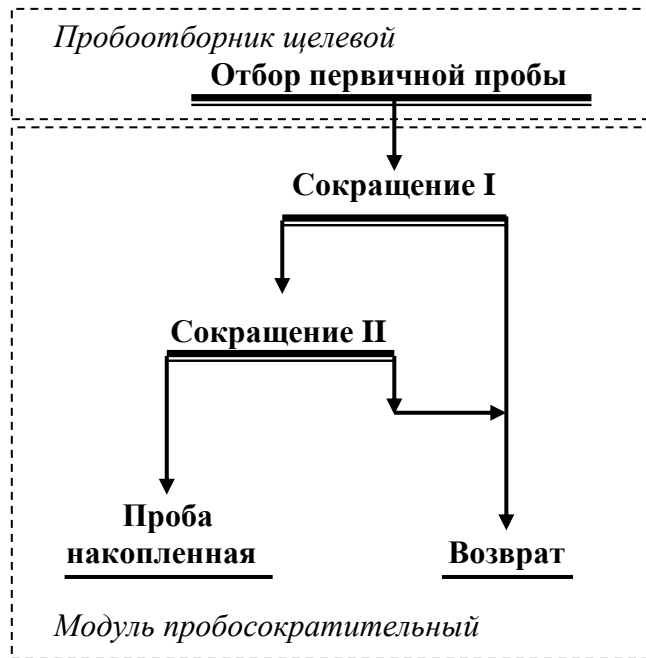 Пробоотборник щелевой
Отбор первичной пробы
Сокращение I
Сокращение II
Проба
накопленная
Возврат
Модуль пробосократительный